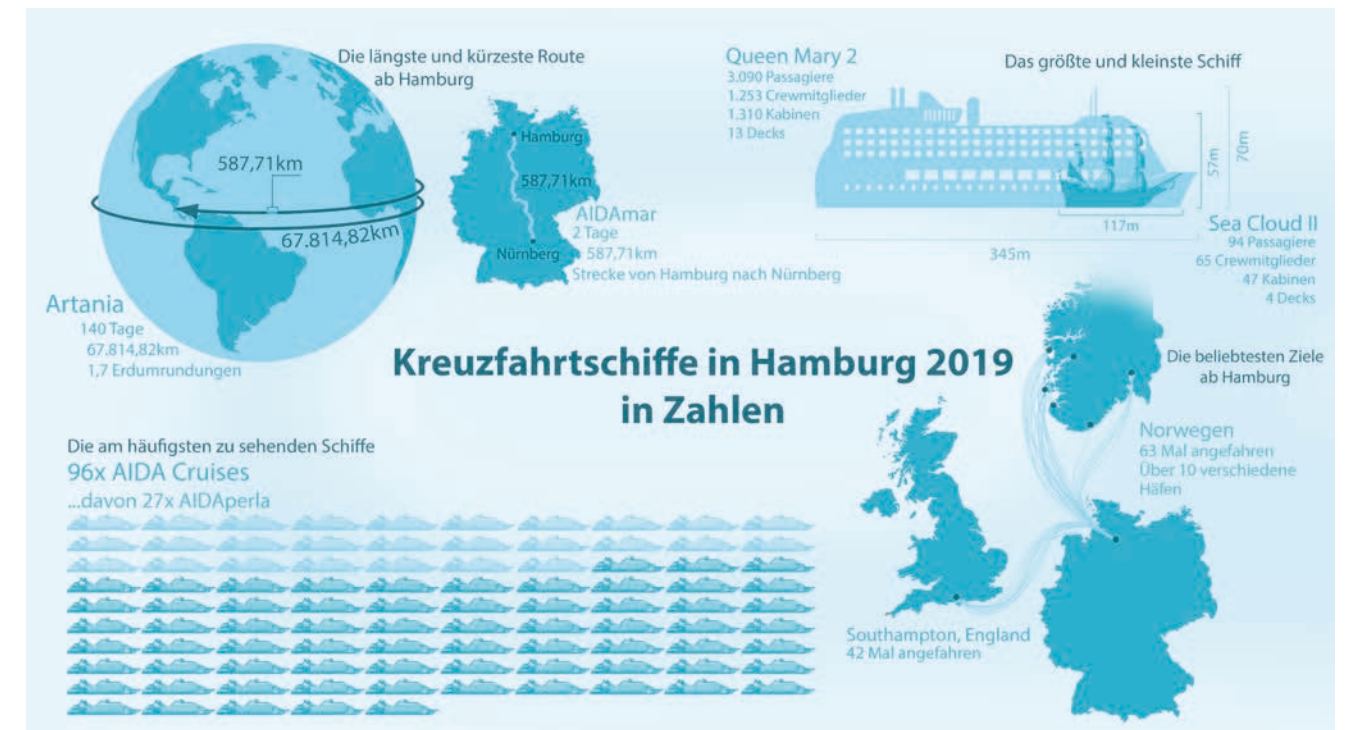 Die längste und kürzeste Route
ab Hamburg
587,71km
67.814,82km
Artania
140 Tage
67.814,82km
1,7 Erdumrundungen
Hamburg
587,71km
Nürnberg
AIDAmar
2 Tage
587,71km
Strecke von Hamburg nach Nürnberg
Queen Mary 2
3.090 Passagiere
1.253 Crewmitglieder
1.310 Kabinen
13 Decks
Das größte und kleinste Schiff
57m
70m
117m
345m
Sea Cloud II
94 Passagiere
65 Crewmitglieder
47 Kabinen
4 Decks
Kreuzfahrtschiffe in Hamburg 2019
in Zahlen
Die beliebtesten Ziele
ab Hamburg
Norwegen
63 Mal angefahren
Über 10 verschiedene
Häfen
Southampton, England
42 Mal angefahren
Die am häufigsten zu sehenden Schiffe
96x AIDA Cruises
...davon 27x AIDAperla